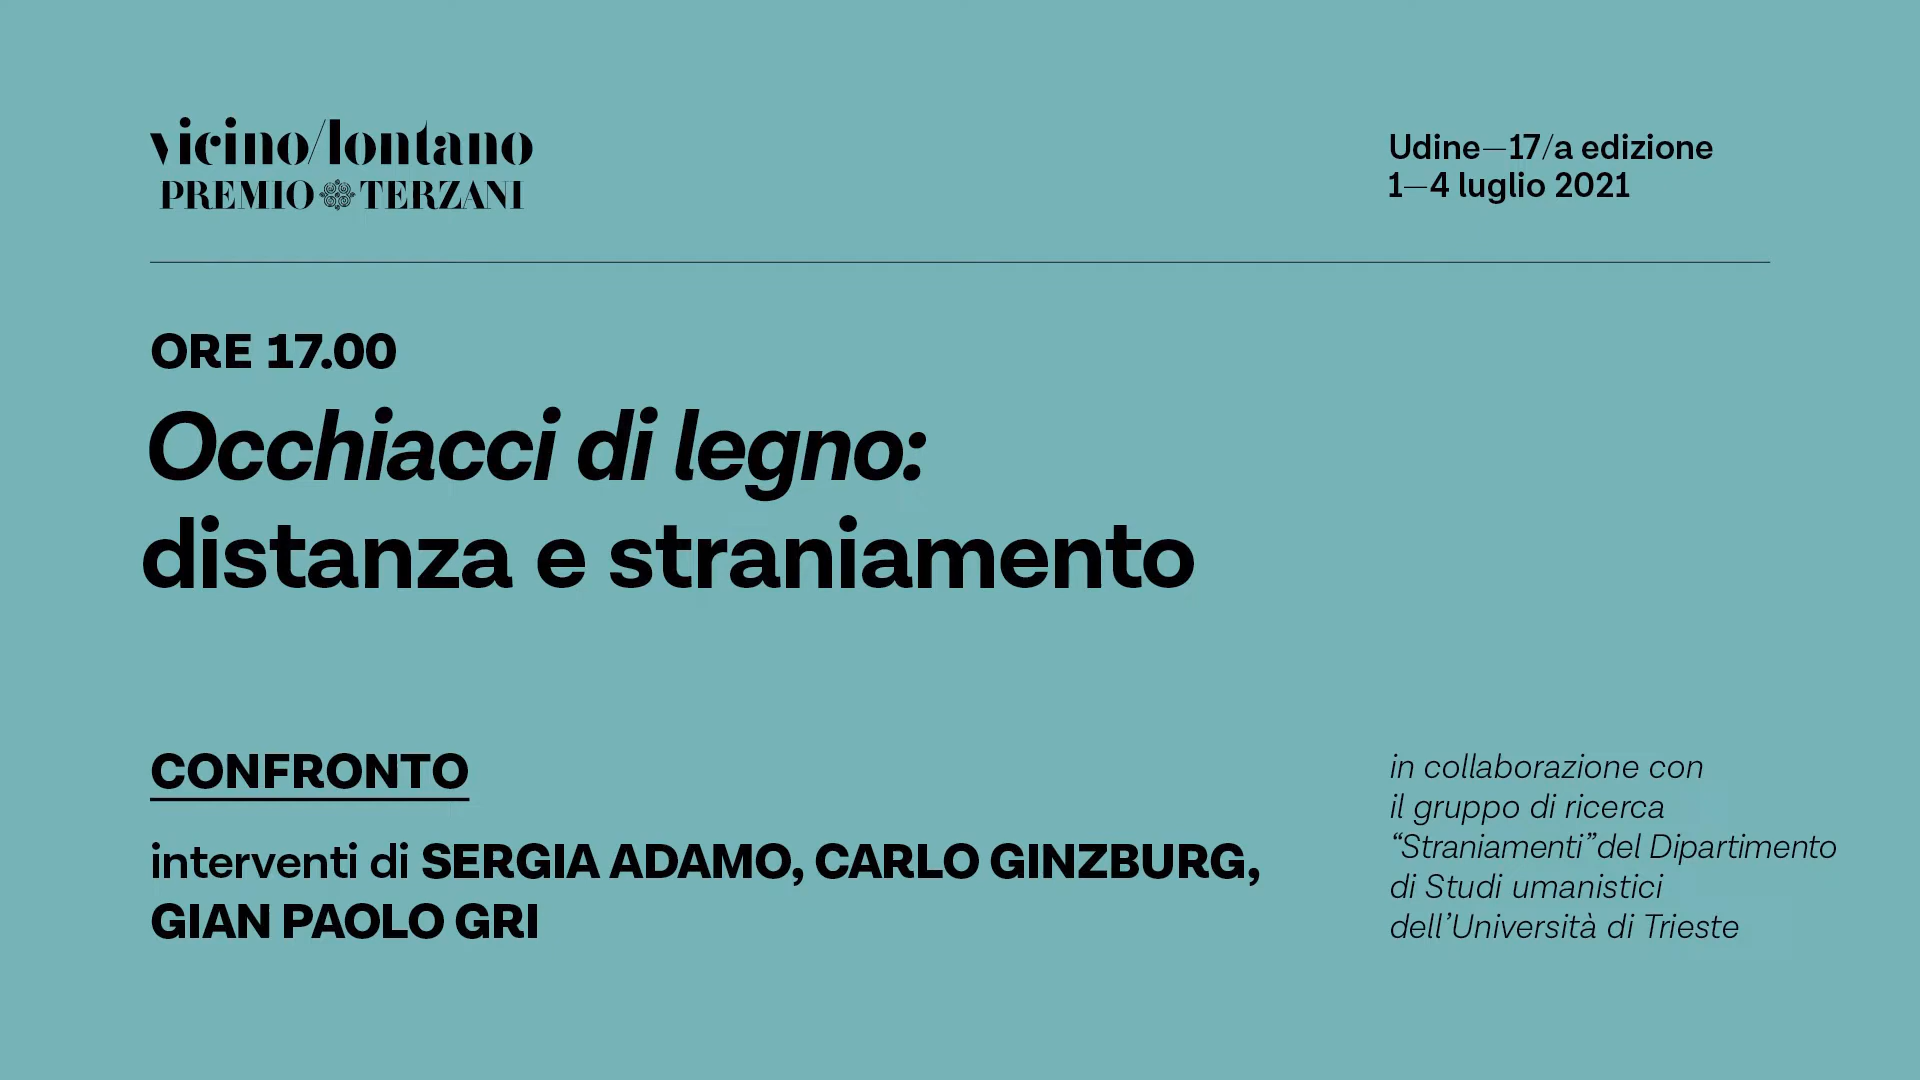 vicino/lontano
PREMIO TERZANI
Udine—17/a edizione
1—4 luglio 2021
ORE 17.00
Occhiacci di legno:
distanza e straniamento
CONFRONTO
interventi di SERGIA ADAMO, CARLO GINZBURG,
GIAN PAOLO GRI
in collaborazione con
il gruppo di ricerca
“Straniamenti”del Dipartimento
di Studi umanistici
dell’Università di Trieste